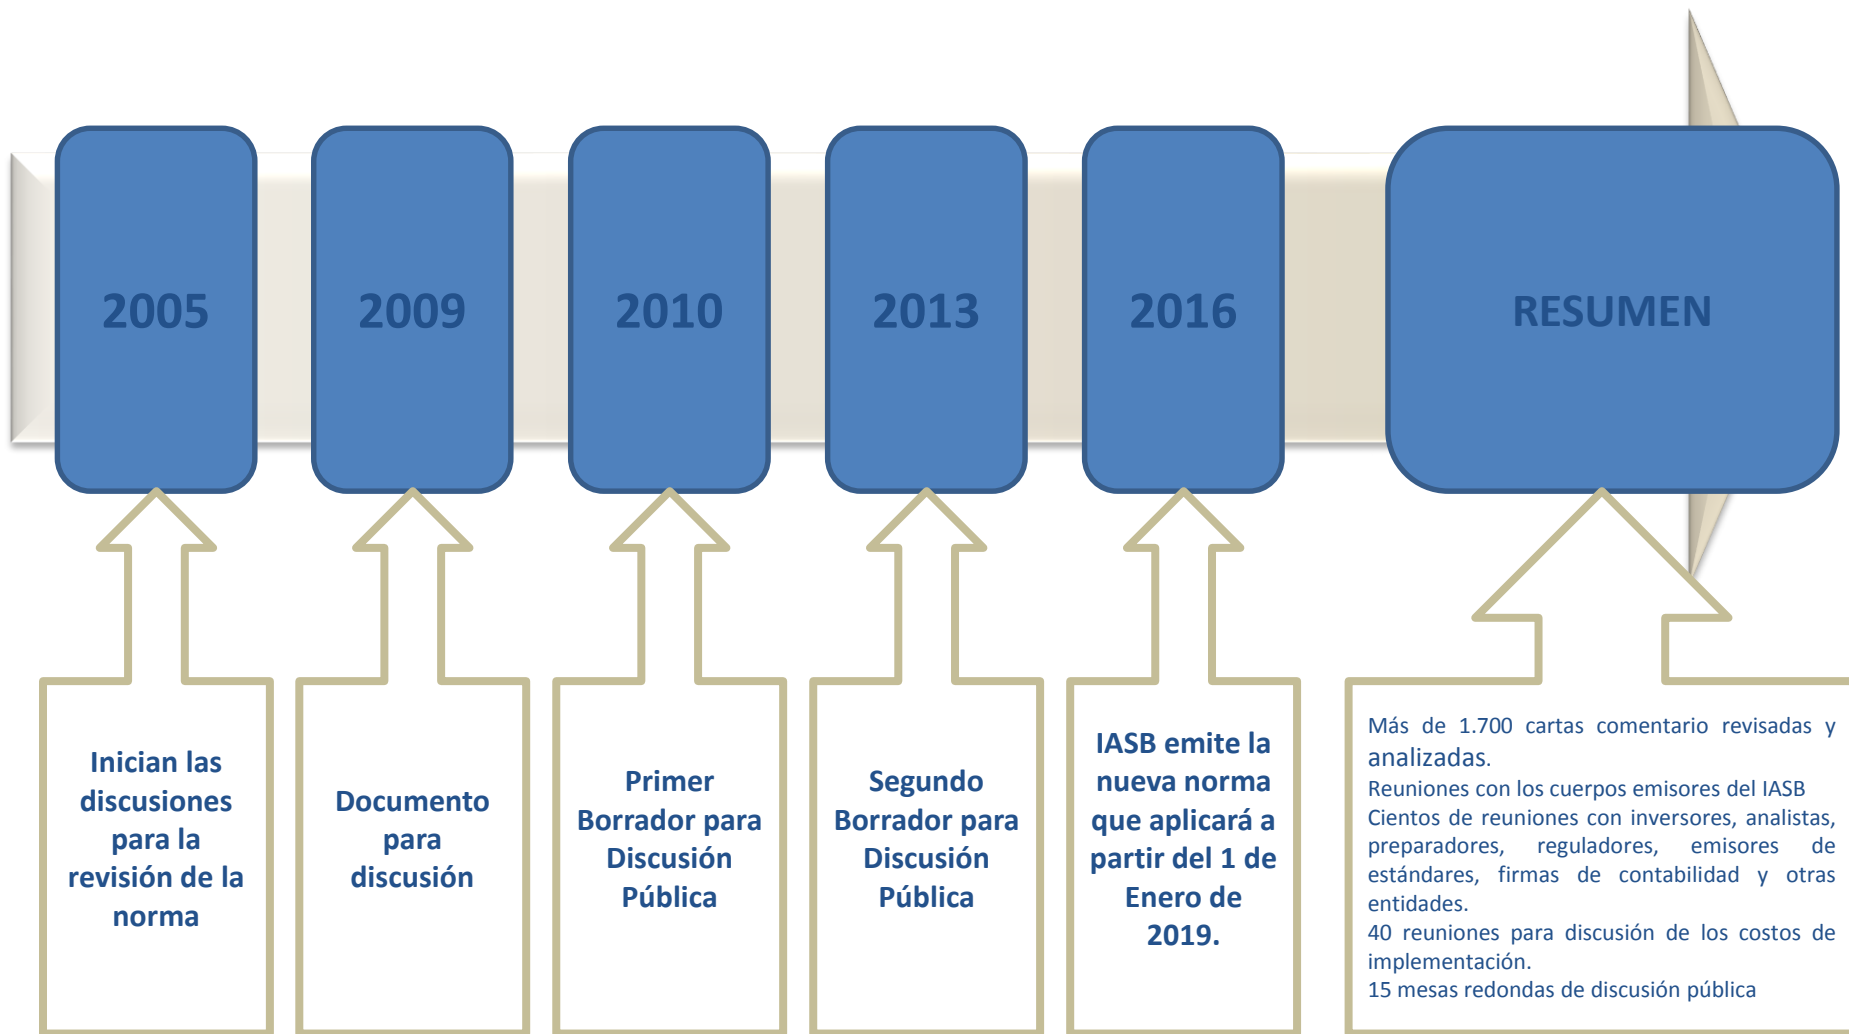 2005
2009
2010
2013
2016
RESUMEN
Inician las
discusiones
para la
revisión de la
norma
Documento
para
discusión
Primer
Borrador para
Discusión
Pública
Segundo
Borrador para
Discusión
Pública
IASB emite la
nueva norma
que aplicará a
partir del 1 de
Enero de
2019.
Más de 1.700 cartas comentario revisadas y
analizadas.
Reuniones con los cuerpos emisores del IASB
Cientos de reuniones con inversores, analistas,
preparadores, reguladores, emisores de
estándares, firmas de contabilidad y otras
entidades.
40 reuniones para discusión de los costos de
implementación.
15 mesas redondas de discusión pública